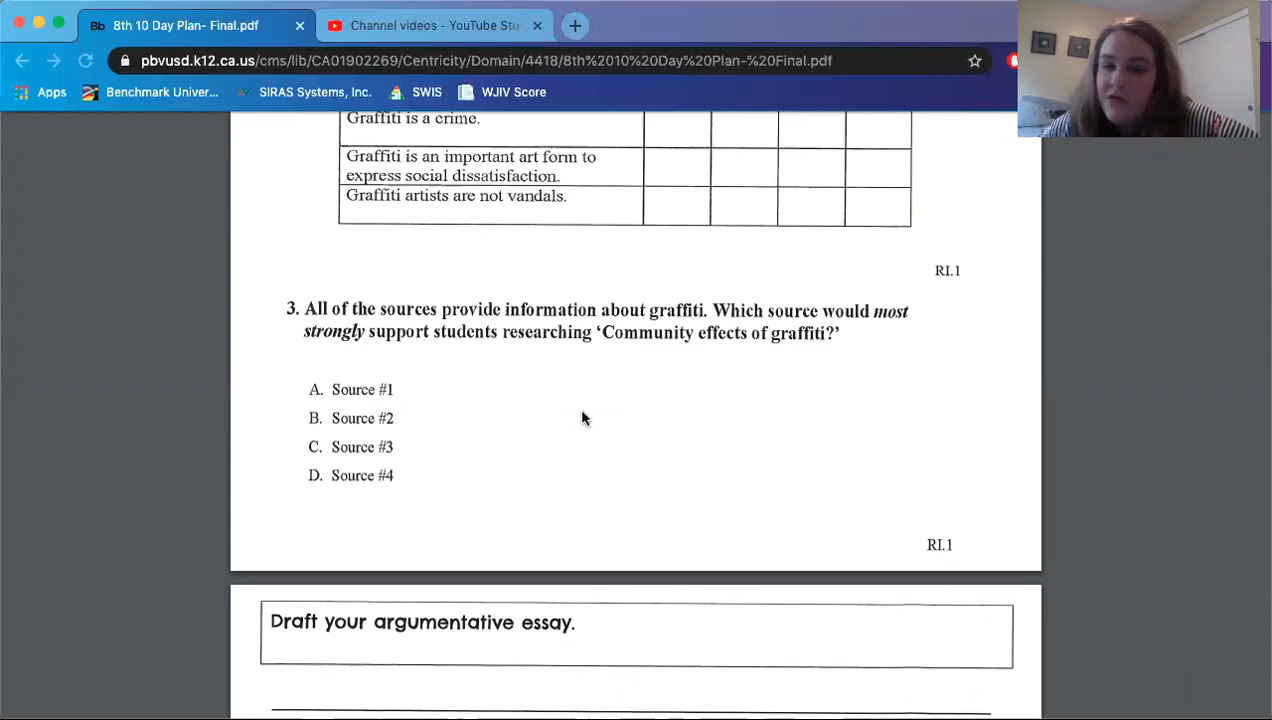 Bb 8th 10 Day Plan- Final.pdf
Channel videos - YouTube Stu
pbvusd.k12.ca.us/cms/lib/CA01902269/Centricity/Domain/4418/8th%2010%20Day%20Plan-%20Final.pdf
Apps
Benchmark Univer...
SIRAS Systems, Inc.
SWIS
WJIV Score
Graffiti is a crime.
Graffiti is an important art form to
express social dissatisfaction.
Graffiti artists are not vandals.
RI.1
3. All of the sources provide information about graffiti. Which source would most
strongly support students researching ‘Community effects of graffiti?’
A. Source #1
B. Source #2
C. Source #3
D. Source #4
RI.1
Draft your argumentative essay.